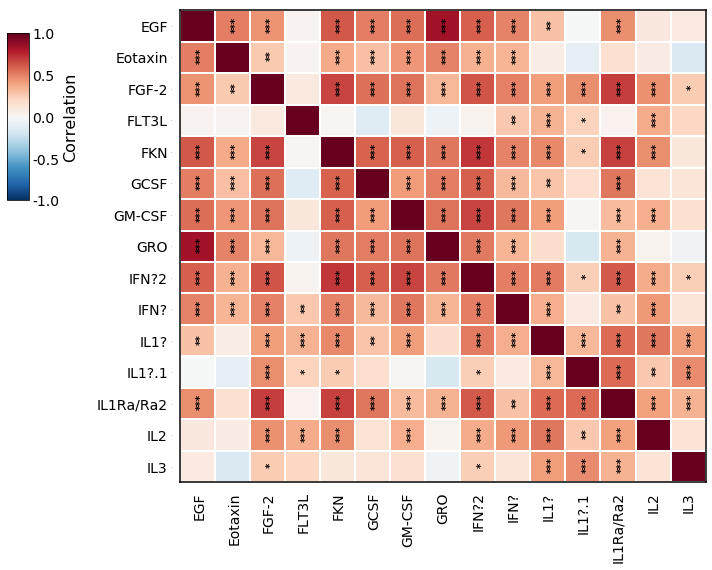 EGF
Eotaxin
FGF-2
FLT3L
FKN
GCSF
GM-CSF
GRO
IFN?2
IFN?
IL1?
IL1?.1
IL1Ra/Ra2
IL2
IL3
1.0
0.5
0.0
-0.5
-1.0
Correlation
EGF
Eotaxin
FGF-2
FLT3L
FKN
GCSF
GM-CSF
GRO
IFN?2
IFN?
IL1?
IL1?.1
IL1Ra/Ra2
IL2
IL3